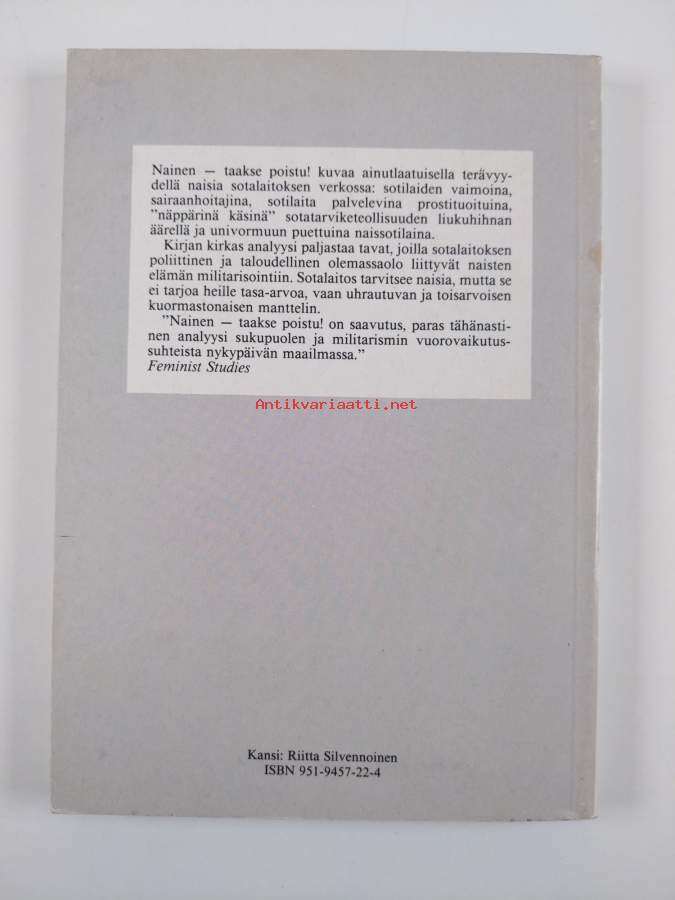 Nainen — taakse poistu! kuvaa ainutlaatuisella terävyy-
dellä naisia sotalaitoksen verkossa: sotilaiden vaimoina,
sairaanhoitajina, sotilaita palvelevina prostituoituina,
”näppärinä käsinä” sotatarviketeollisuuden liukuhihnan
äärellä ja univormuun puettuina naissotilaina.
Kirjan kirkas analyysi paljastaa tavat, joilla sotalaitoksen
poliittinen ja taloudellinen olemassaolo liittyvät naisten
elämän militarisointiin. Sotalaitos tarvitsee naisia, mutta se
ei tarjoa heille tasa-arvoa, vaan uhrautuvan ja toisarvoisen
kuormastonaisen manttelin.
”Nainen — taakse poistu! on saavutus, paras tähänasti-
nen analyysi sukupuolen ja militarismin vuorovaikutus-
suhteista nykypäivän maailmassa.”
Feminist Studies
Antikvariaatti.net
Kansi: Riitta Silvennoinen
ISBN 951-9457-22-4